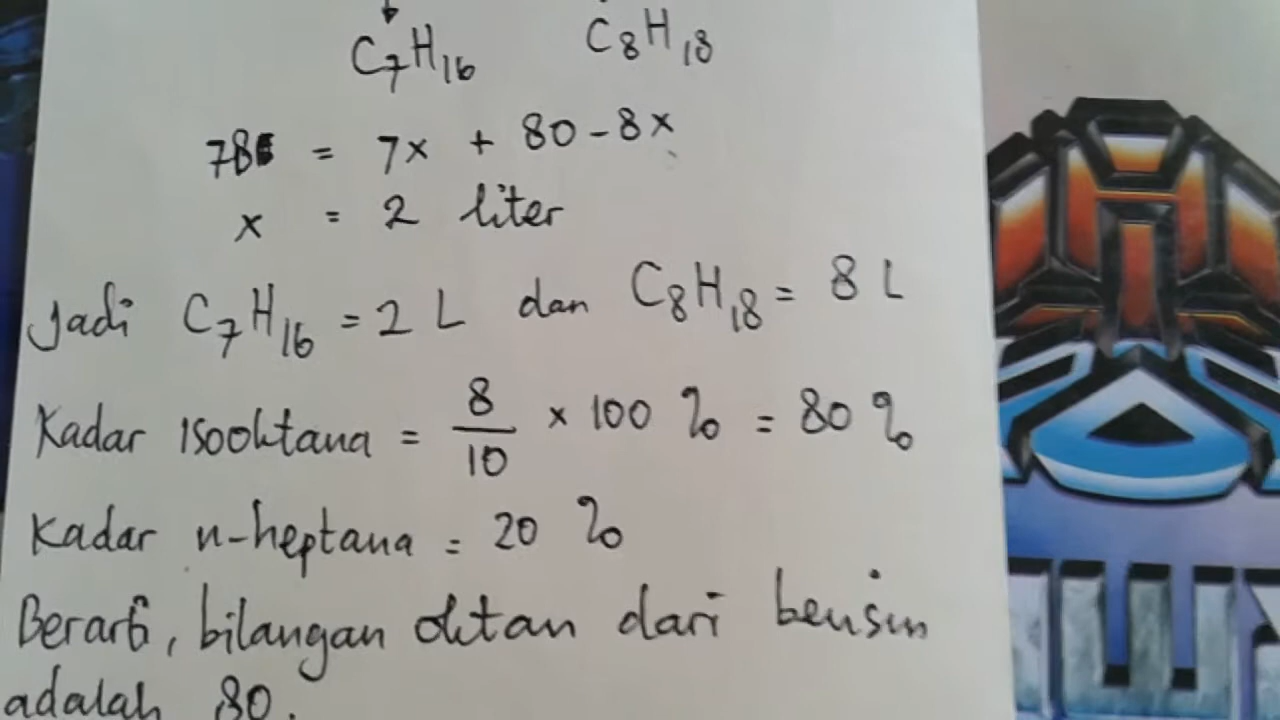 C₇H₁₆ C₈H₁₈
78 = 7x + 80 - 8x
x = 2 liter
Jadi C₇H₁₆ = 2 L dan C₈H₁₈ = 8 L
Kadar isooktana = 8/10 × 100 % = 80 %
Kadar n-heptana = 20 %
Berarti, bilangan oktan dari bensin
adalah 80.